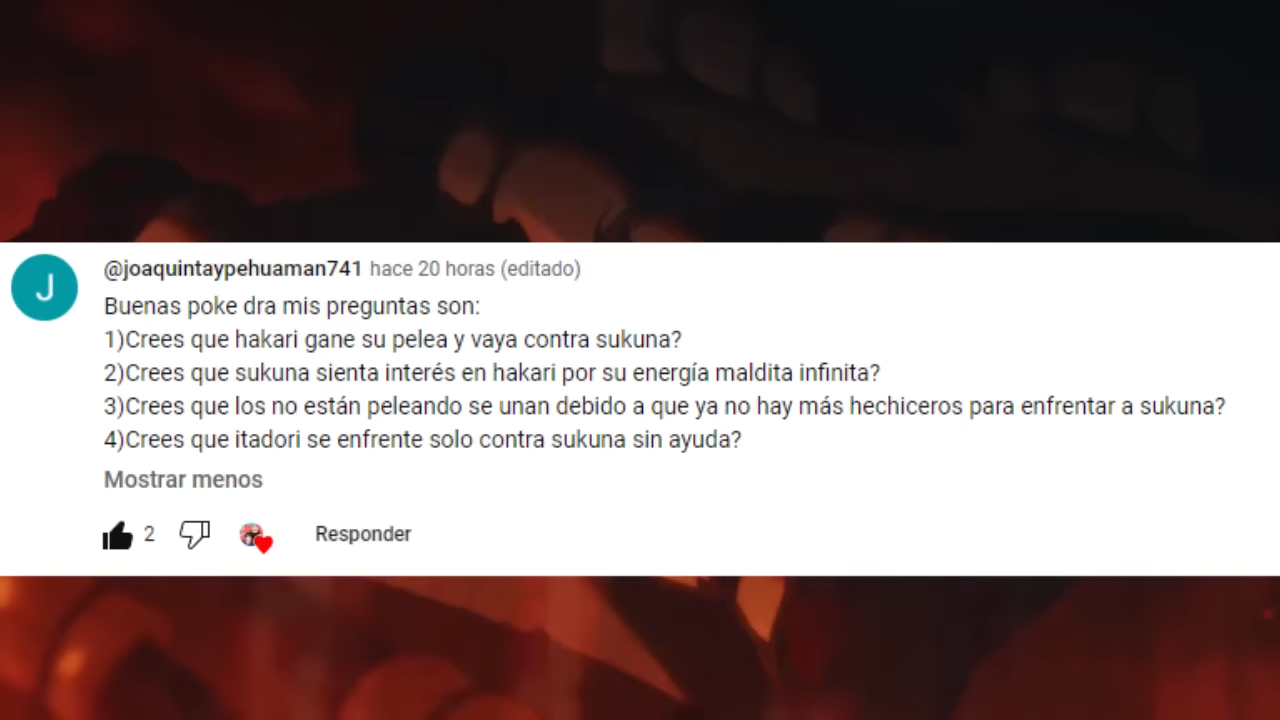 J
@joaquintaypehuaman741 hace 20 horas (editado)
Buenas poke dra mis preguntas son:
1)Crees que hakari gane su pelea y vaya contra sukuna?
2)Crees que sukuna sienta interés en hakari por su energía maldita infinita?
3)Crees que los no están peleando se unan debido a que ya no hay más hechiceros para enfrentar a sukuna?
4)Crees que itadori se enfrente solo contra sukuna sin ayuda?
Mostrar menos
2 Responder